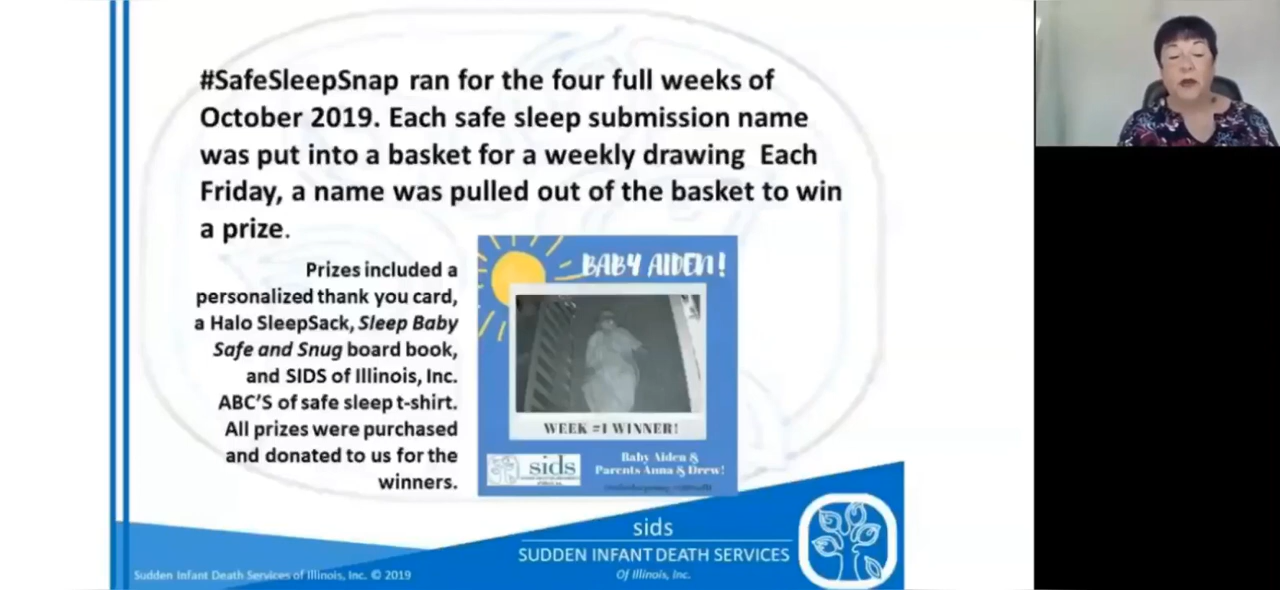 #SafeSleepSnap ran for the four full weeks of
October 2019. Each safe sleep submission name
was put into a basket for a weekly drawing Each
Friday, a name was pulled out of the basket to win
a prize.
Prizes included a
personalized thank you card,
a Halo SleepSack, Sleep Baby
Safe and Snug board book,
and SIDS of Illinois, Inc.
ABC'S of safe sleep t-shirt.
All prizes were purchased
and donated to us for the
winners.
BABY AIDEN!
WEEK #1 WINNER!
sids
Baby Aiden &
Parents Anna & Drew!
sids
SUDDEN INFANT DEATH SERVICES
Of Illinois, Inc.
Sudden Infant Death Services of Illinois, Inc. © 2019